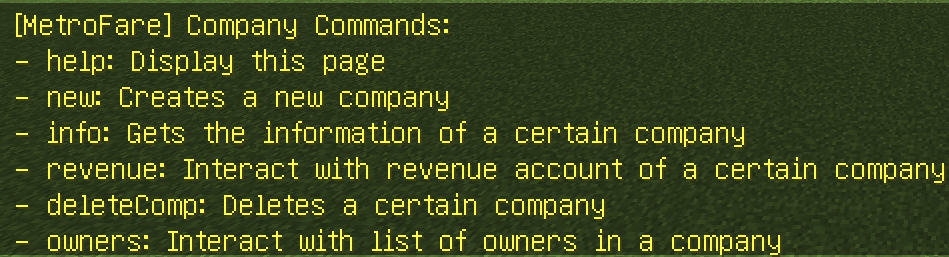 [MetroFare] Company Commands:
- help: Display this page
- new: Creates a new company
- info: Gets the information of a certain company
- revenue: Interact with revenue account of a certain company
- deleteComp: Deletes a certain company
- owners: Interact with list of owners in a company